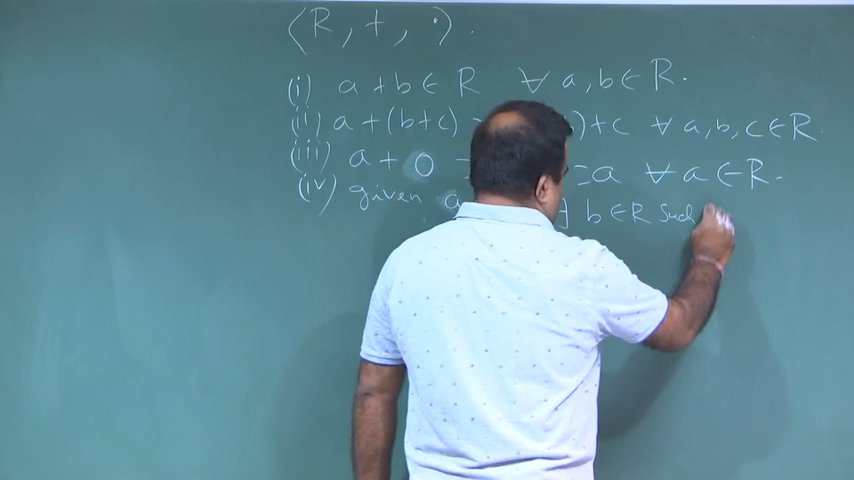 ⟨R, +, ·⟩.
(i) a + b ∈ R ∀ a, b ∈ R.
(ii) a + (b+c) ) + c ∀ a, b, c ∈ R.
(iii) a + 0 = a ∀ a ∈ R.
(iv) given a ∃ b ∈ R Such